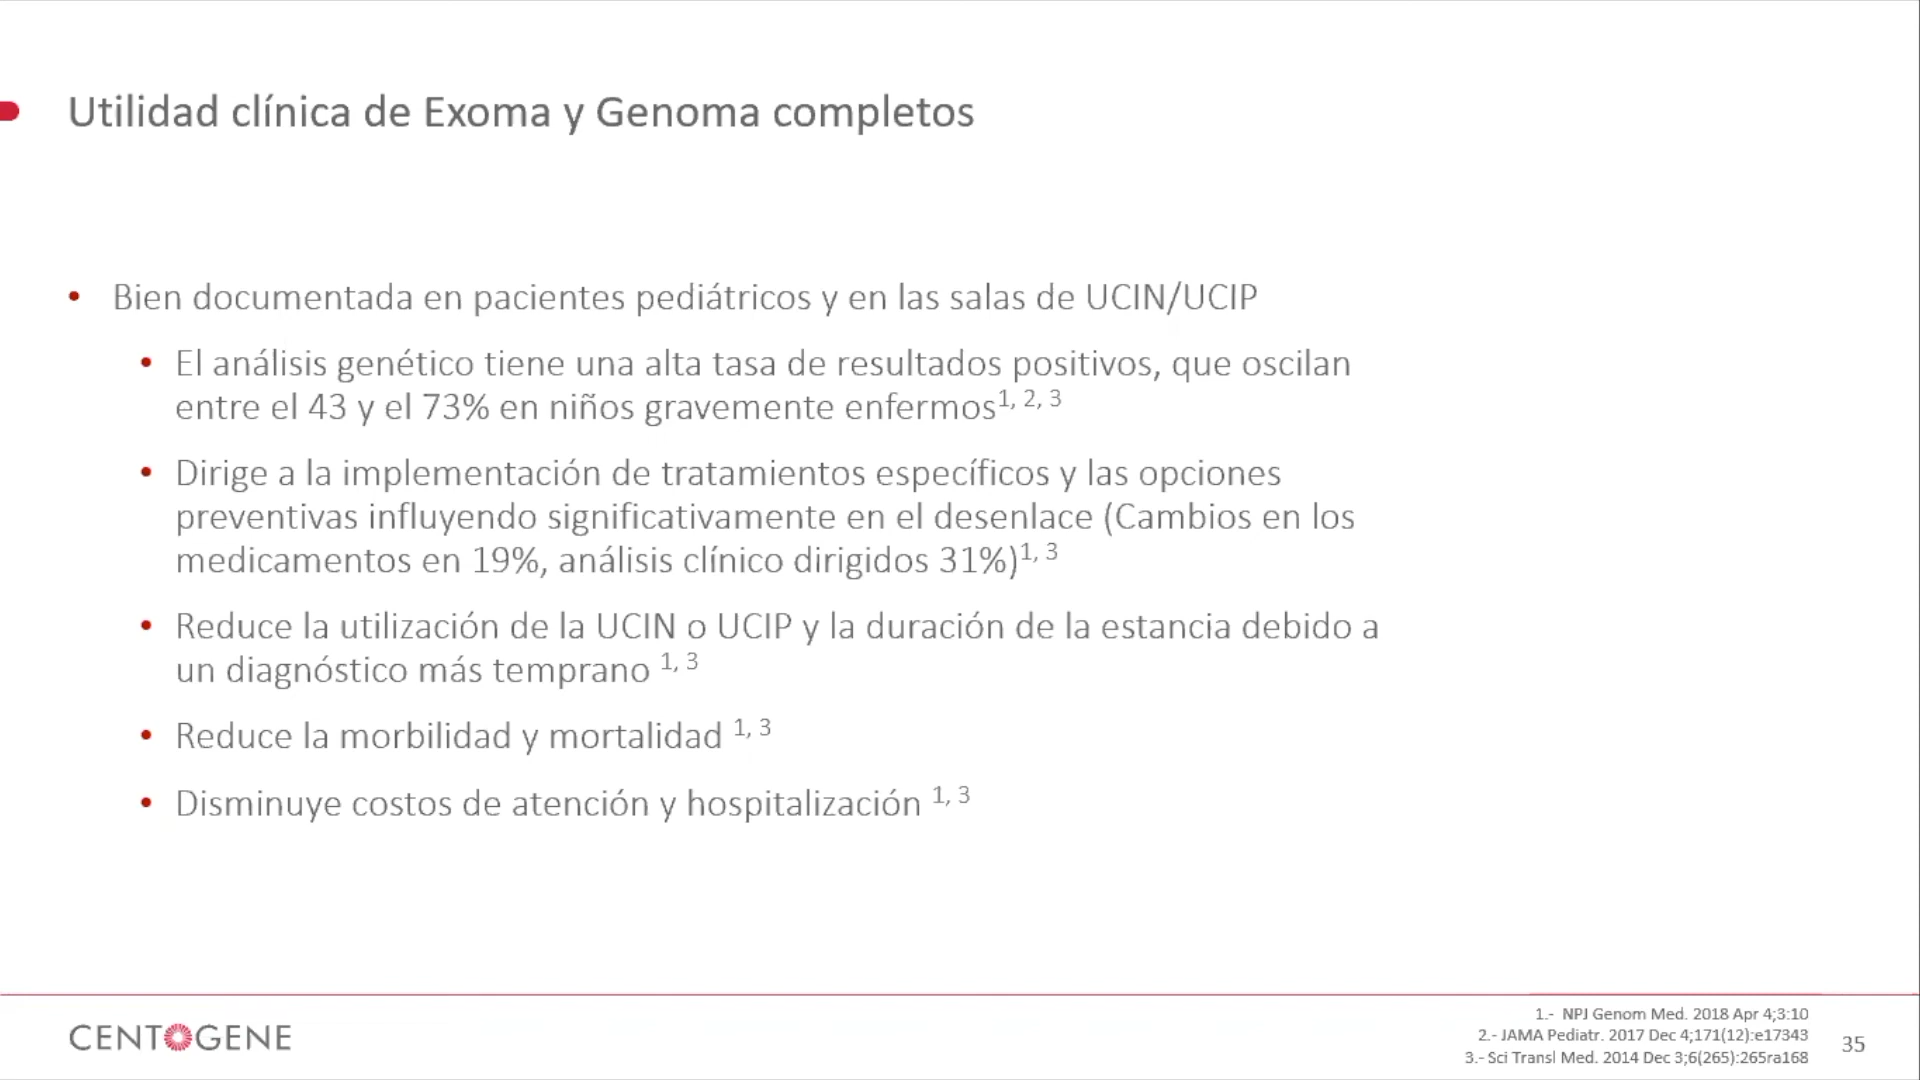 Utilidad clínica de Exoma y Genoma completos
• Bien documentada en pacientes pediátricos y en las salas de UCIN/UCIP
• El análisis genético tiene una alta tasa de resultados positivos, que oscilan
entre el 43 y el 73% en niños gravemente enfermos1, 2, 3
• Dirige a la implementación de tratamientos específicos y las opciones
preventivas influyendo significativamente en el desenlace (Cambios en los
medicamentos en 19%, análisis clínico dirigidos 31%)1, 3
• Reduce la utilización de la UCIN o UCIP y la duración de la estancia debido a
un diagnóstico más temprano 1, 3
• Reduce la morbilidad y mortalidad 1, 3
• Disminuye costos de atención y hospitalización 1, 3
CENTOGENE
1.- NPJ Genom Med. 2018 Apr 4;3:10
2.- JAMA Pediatr. 2017 Dec 4;171(12):e17343
3.- Sci Transl Med. 2014 Dec 3;6(265):265ra168
35